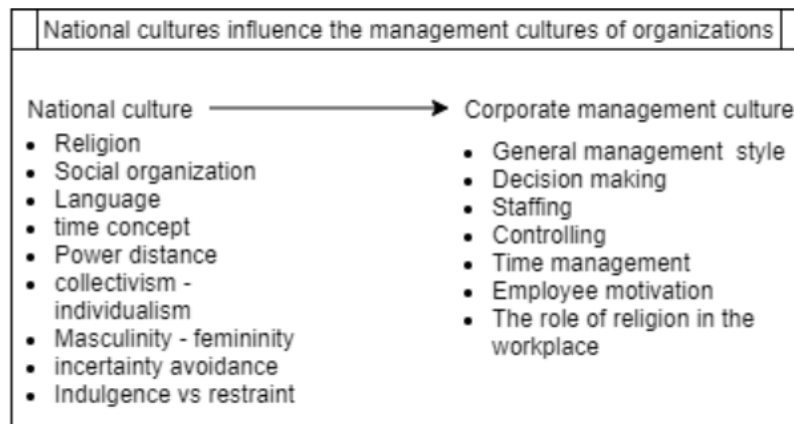 National cultures influence the management cultures of organizations
National culture
• Religion
• Social organization
• Language
• time concept
• Power distance
• collectivism -
individualism
• Masculinity - femininity
• incertainty avoidance
• Indulgence vs restraint
Corporate management culture
• General management style
• Decision making
• Staffing
• Controlling
• Time management
• Employee motivation
• The role of religion in the
workplace